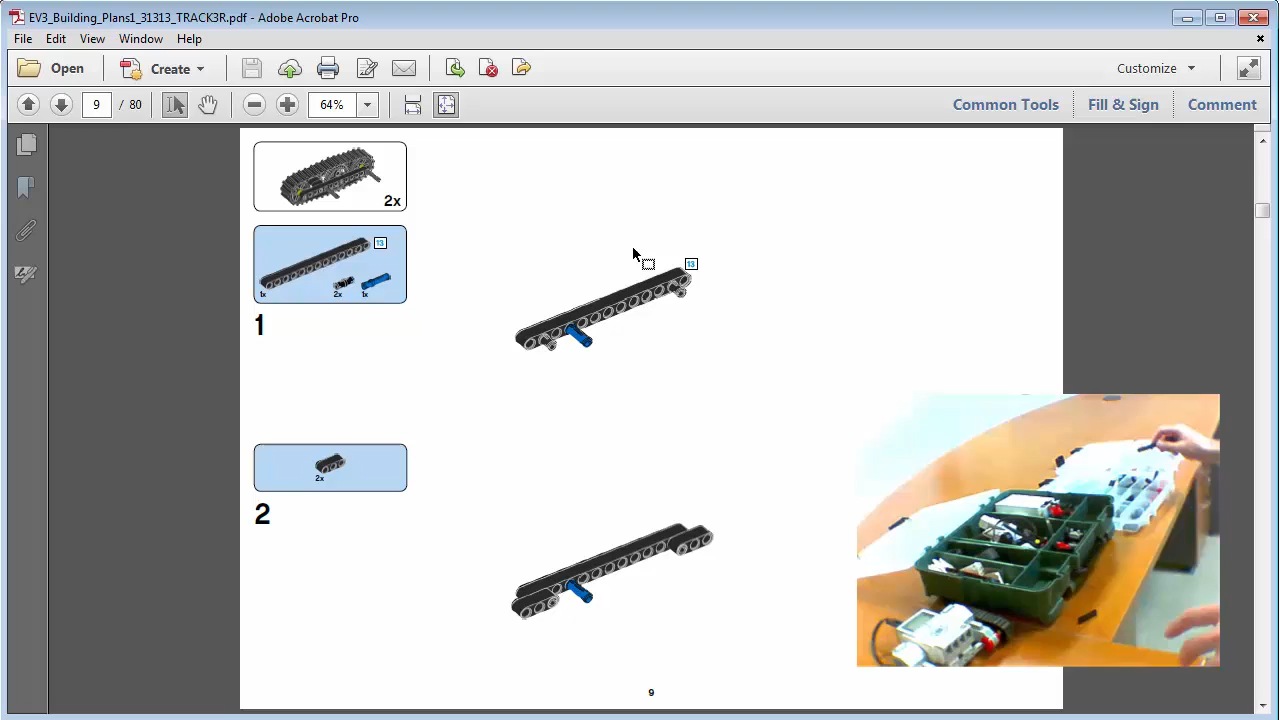 EV3_Building_Plans1_31313_TRACK3R.pdf - Adobe Acrobat Pro
File Edit View Window Help
Open Create Customize
9 / 80 64% Common Tools Fill & Sign Comment
2x
13
1x 2x 1x
1
13
2x
2
9